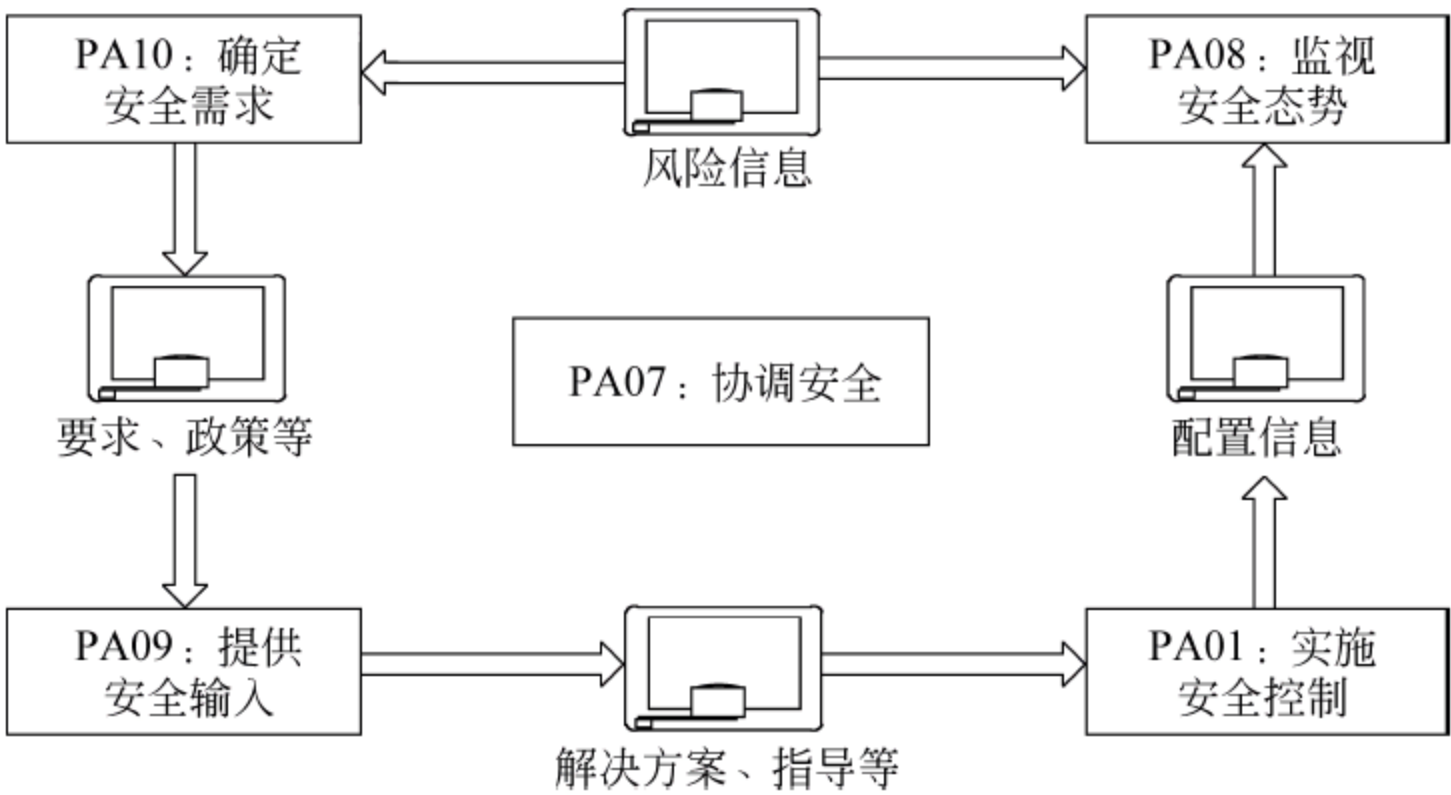 PA10：确定
安全需求
风险信息
PA08：监视
安全态势
要求、政策等
PA07：协调安全
配置信息
PA09：提供
安全输入
解决方案、指导等
PA01：实施
安全控制